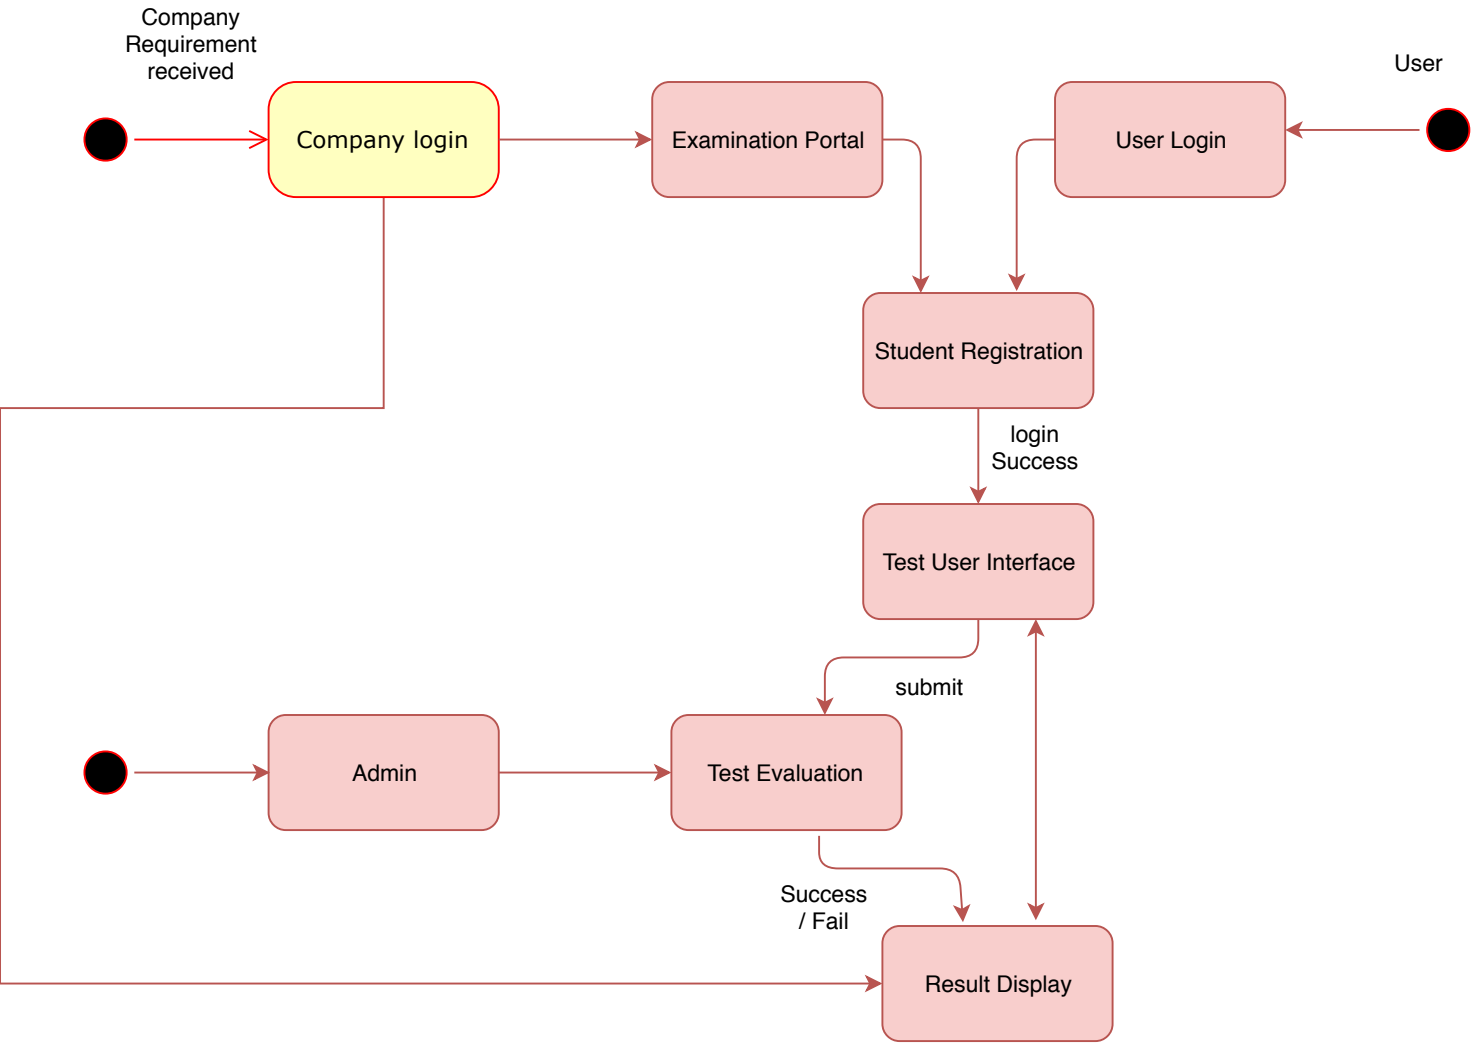 Company
Requirement
received
User
Company login
Examination Portal
User Login
Student Registration
login
Success
Test User Interface
submit
Admin
Test Evaluation
Success
/ Fail
Result Display